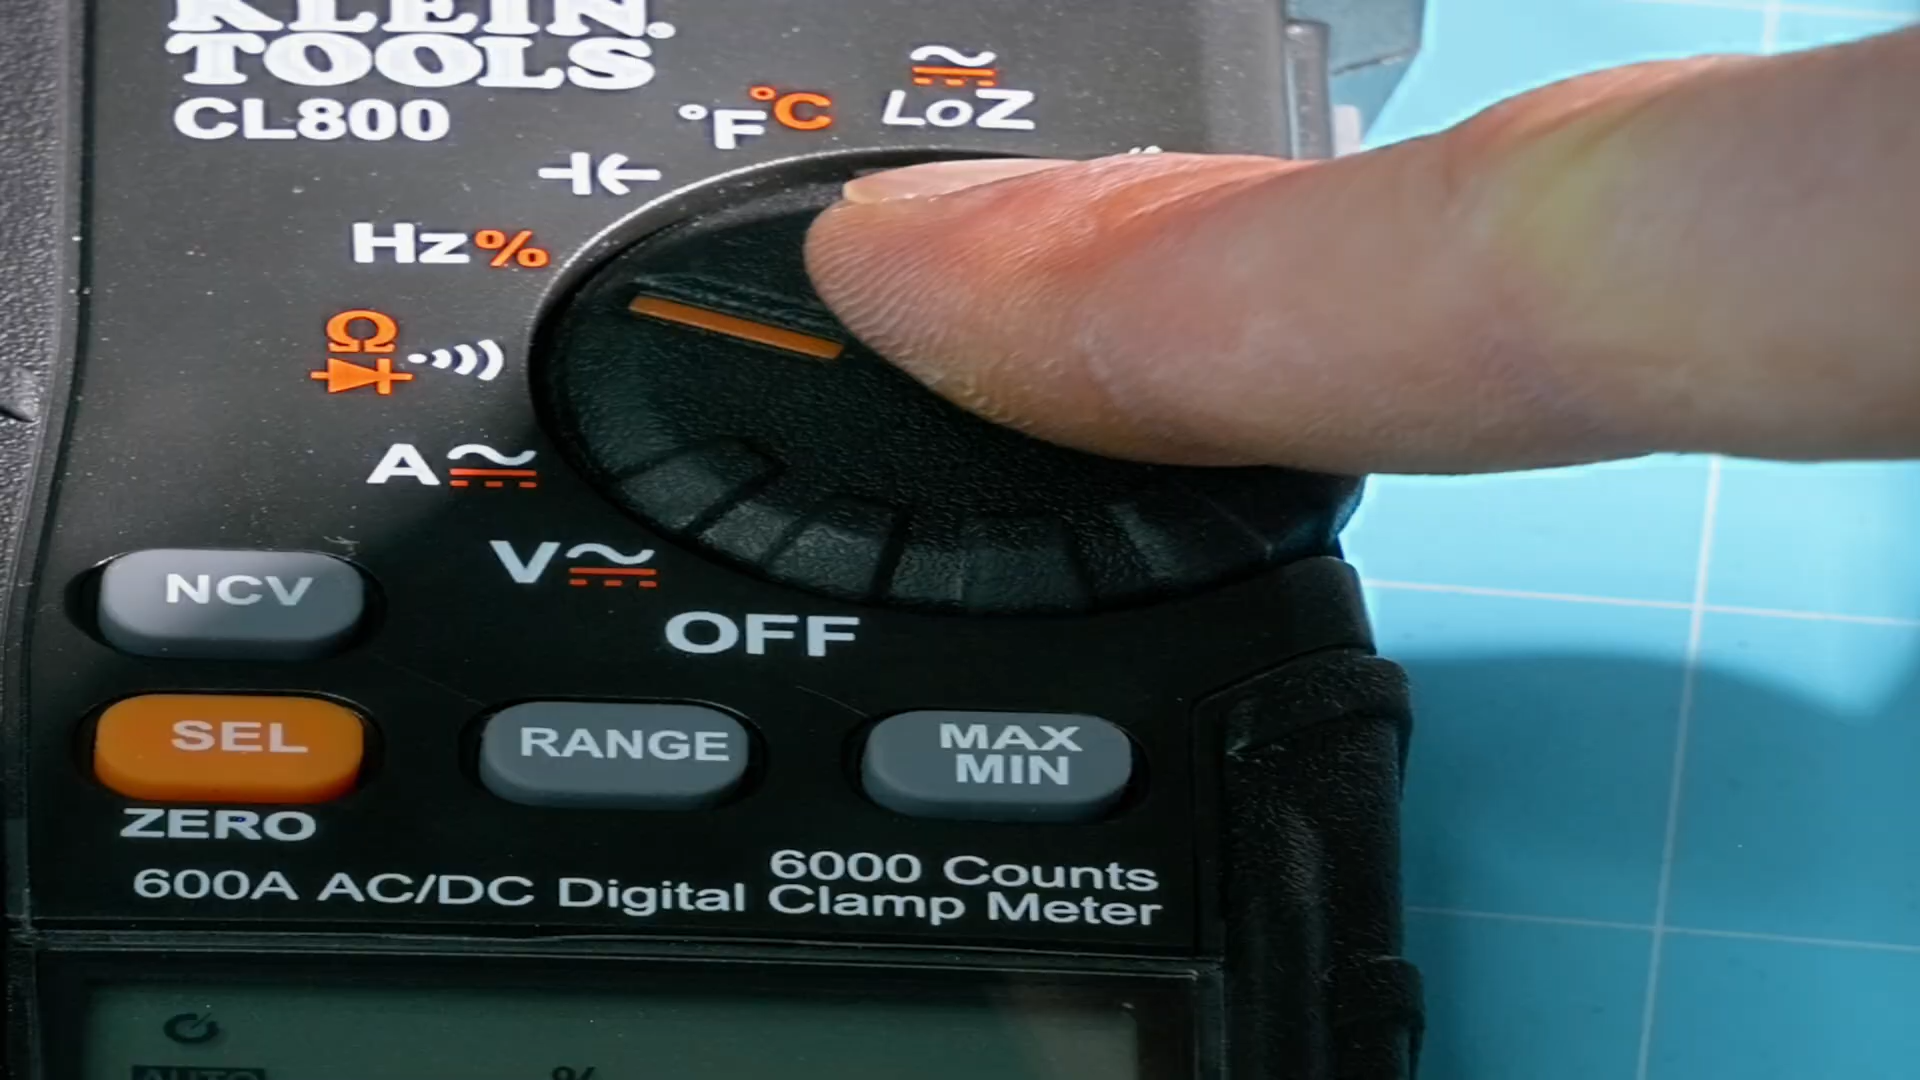 KLEIN
TOOLS
CL800
°F °C
LoZ
Hz %
Ω
A
V
OFF
NCV
SEL
RANGE
MAX
MIN
ZERO
6000 Counts
600A AC/DC Digital Clamp Meter
AUTO
%